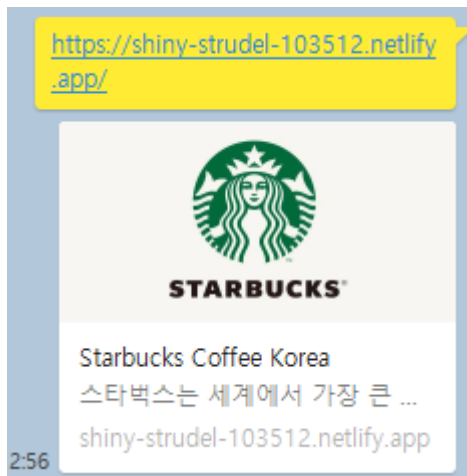 https://shiny-strudel-103512.netlify
.app/
STARBUCKS®
Starbucks Coffee Korea
스타벅스는 세계에서 가장 큰 ...
shiny-strudel-103512.netlify.app
2:56